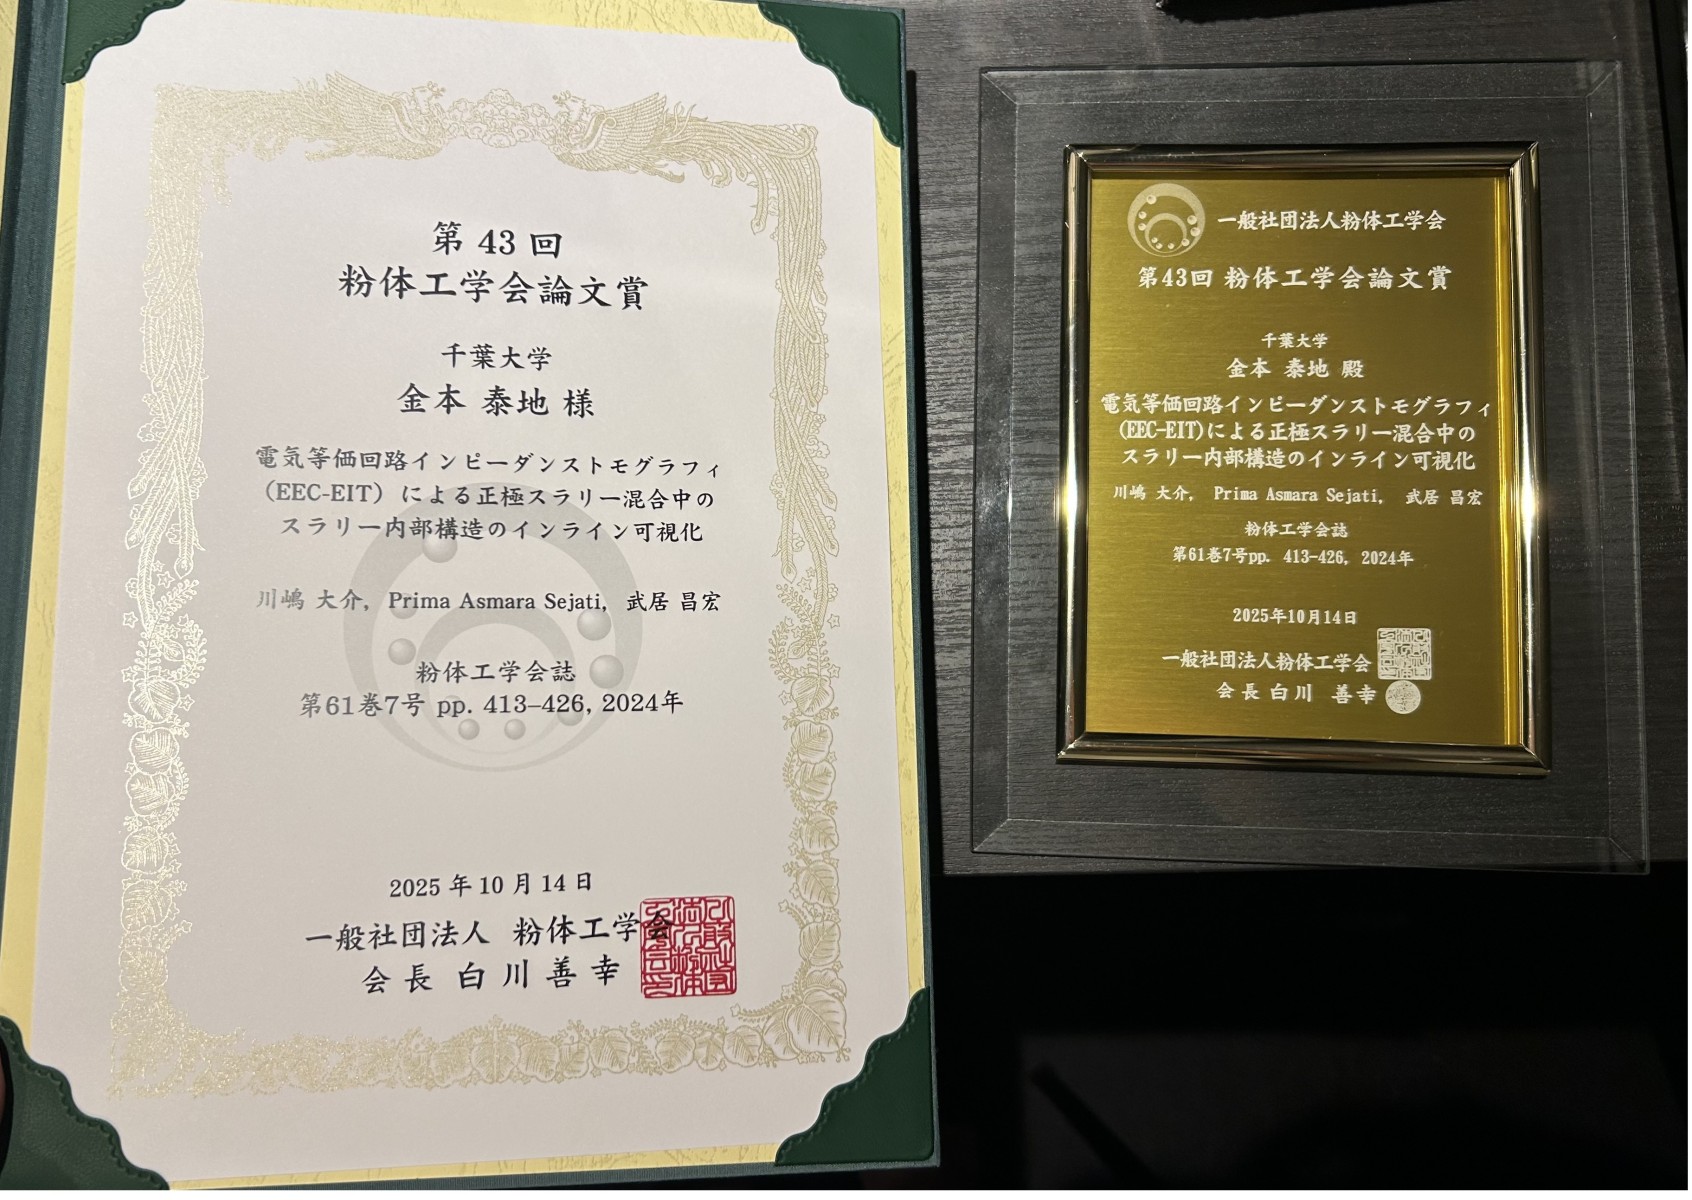 第 43 回
粉体工学会論文賞
千葉大学
金本 泰地 様
電気等価回路インピーダンストモグラフィ
（EEC-EIT）による正極スラリー混合中の
スラリー内部構造のインライン可視化
川嶋 大介, Prima Asmara Sejati, 武居 昌宏
粉体工学会誌
第61巻7号 pp. 413–426, 2024年
2025 年 10 月 14 日
一般社団法人 粉体工学会
会 長 白 川 善 幸
一般社団法人粉体工学会
第43回 粉体工学会論文賞
千葉大学
金本 泰地 殿
電気等価回路インピーダンストモグラフィ
(EEC-EIT)による正極スラリー混合中の
スラリー内部構造のインライン可視化
川嶋 大介, Prima Asmara Sejati, 武居 昌宏
粉体工学会誌
第61巻7号pp. 413-426, 2024年
2025年10月14日
一般社団法人粉体工学会
会 長 白 川 善 幸